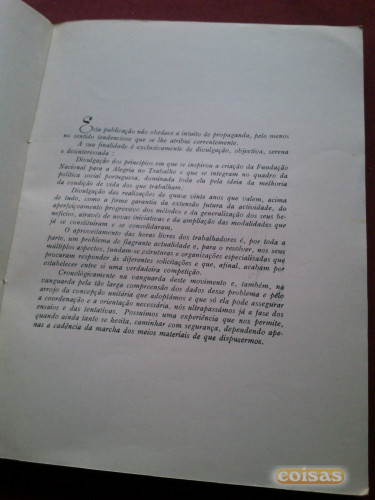 Esta publicação não obedece a intuito de propaganda, pelo menos
no sentido tendencioso que se lhe atribue correntemente.
A sua finalidade é exclusivamente de divulgação, objectiva, serena
e desinteressada:
Divulgação dos princípios em que se inspirou a criação da Fundação
Nacional para a Alegria no Trabalho e que se integram no quadro da
política social portuguesa, dominada toda ela pela ideia da melhoria
da condição de vida dos que trabalham.
Divulgação das realizações de quasi vinte anos que valem, acima
de tudo, como a firme garantia da extensão futura da actividade, do
aperfeiçoamento progressivo dos métodos e da generalização dos seus be-
nefícios, através de novas iniciativas e da ampliação das modalidades que
já se constituíram e se consolidaram.
O aproveitamento das horas livres dos trabalhadores é, por toda a
parte, um problema de flagrante actualidade e, para o resolver, nos seus
múltiplos aspectos, fundam-se estruturas e organizações especializadas que
procuram responder às diferentes solicitações e que, afinal, acabam por
estabelecer entre si uma verdadeira competição.
Cronològicamente na vanguarda deste movimento e, também, na
vanguarda pela tão larga compreensão dos dados desse problema e pelo
arrojo da concepção unitária que adoptámos e que só ela pode assegurar
a coordenação e a orientação necessária, nós ultrapassámos já a fase dos
ensaios e das tentativas. Possuímos uma experiência que nos permite,
quando ainda tanto se hesita, caminhar com segurança, dependendo ape-
nas a cadência da marcha dos meios materiais de que dispusermos.
coisas